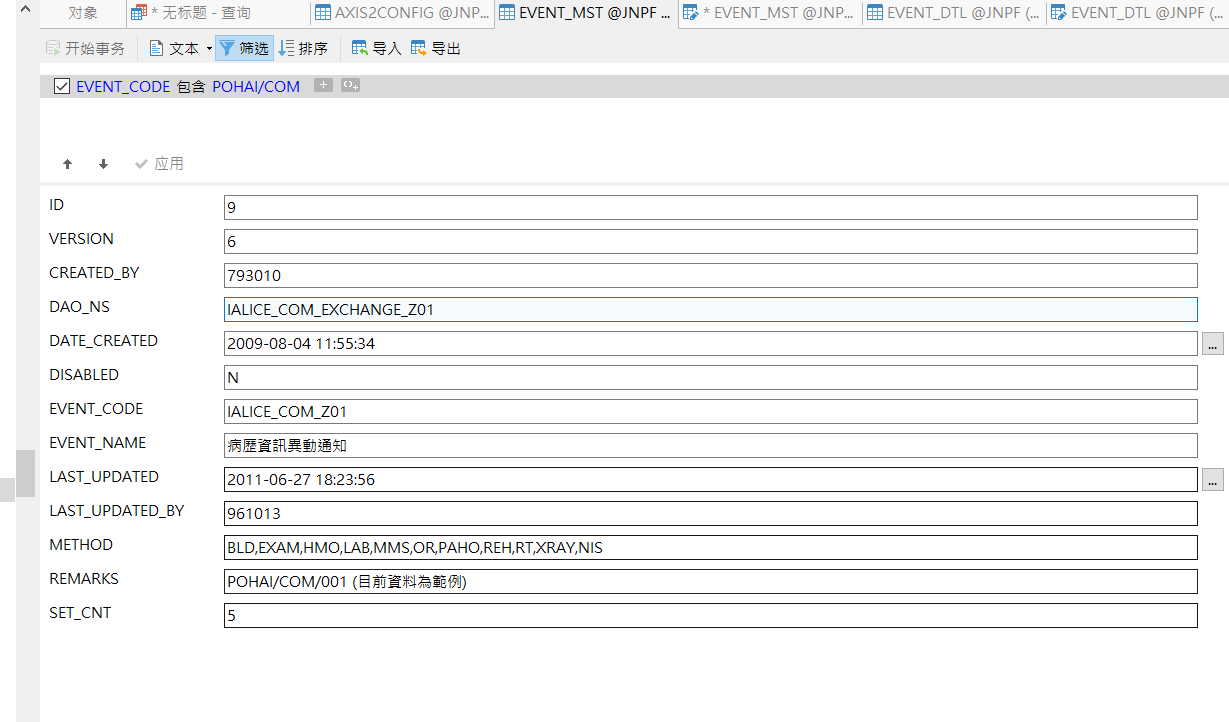 对象 * 无标题 - 查询 AXIS2CONFIG @JNP... EVENT_MST @JNPF ... * EVENT_MST @JNP... EVENT_DTL @JNPF (... EVENT_DTL @JNPF (...
开始事务 文本 筛选 排序 导入 导出
EVENT_CODE 包含 POHAI/COM
应用
ID 9
VERSION 6
CREATED_BY 793010
DAO_NS IALICE_COM_EXCHANGE_Z01
DATE_CREATED 2009-08-04 11:55:34 ...
DISABLED N
EVENT_CODE IALICE_COM_Z01
EVENT_NAME 病歷資訊異動通知
LAST_UPDATED 2011-06-27 18:23:56 ...
LAST_UPDATED_BY 961013
METHOD BLD,EXAM,HMO,LAB,MMS,OR,PAHO,REH,RT,XRAY,NIS
REMARKS POHAI/COM/001 (目前資料為範例)
SET_CNT 5